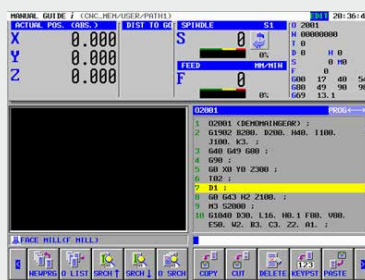 MANUAL GUIDE i (CNC_MEM/USER/PATH1) EDIT 20:36:4
ACTUAL POS. (ABS.) DIST TO GO SPINDLE S1 O 2001
X 0.000 S 0 0% N 00000000
T 0
Y 0.000 D 0 H 0
S 0 M0
Z 0.000 FEED MM/MIN F 0
F 0 0% G00 17 40 54
G80 49 90 98
G69 13.1
O2001 PROG
1 O2001 (DEMOMAINGEAR) ;
2 G1902 B200. D200. H40. I100.
J100. K3. ;
3 G40 G49 G80 ;
4 G90 ;
5 G0 X0 Y0 Z300 ;
6 T02 ;
7 D1 ;
8 G0 G43 H2 Z100. ;
9 M3 S2000 ;
10 G1040 D30. L16. H0.1 F80. V80.
E50. W2. B3. C3. Z2. A1. ;
FACE MILL(F MILL)
NEWPRG O LIST SRCH↑ SRCH↓ O SRCH COPY CUT DELETE KEYPST PASTE